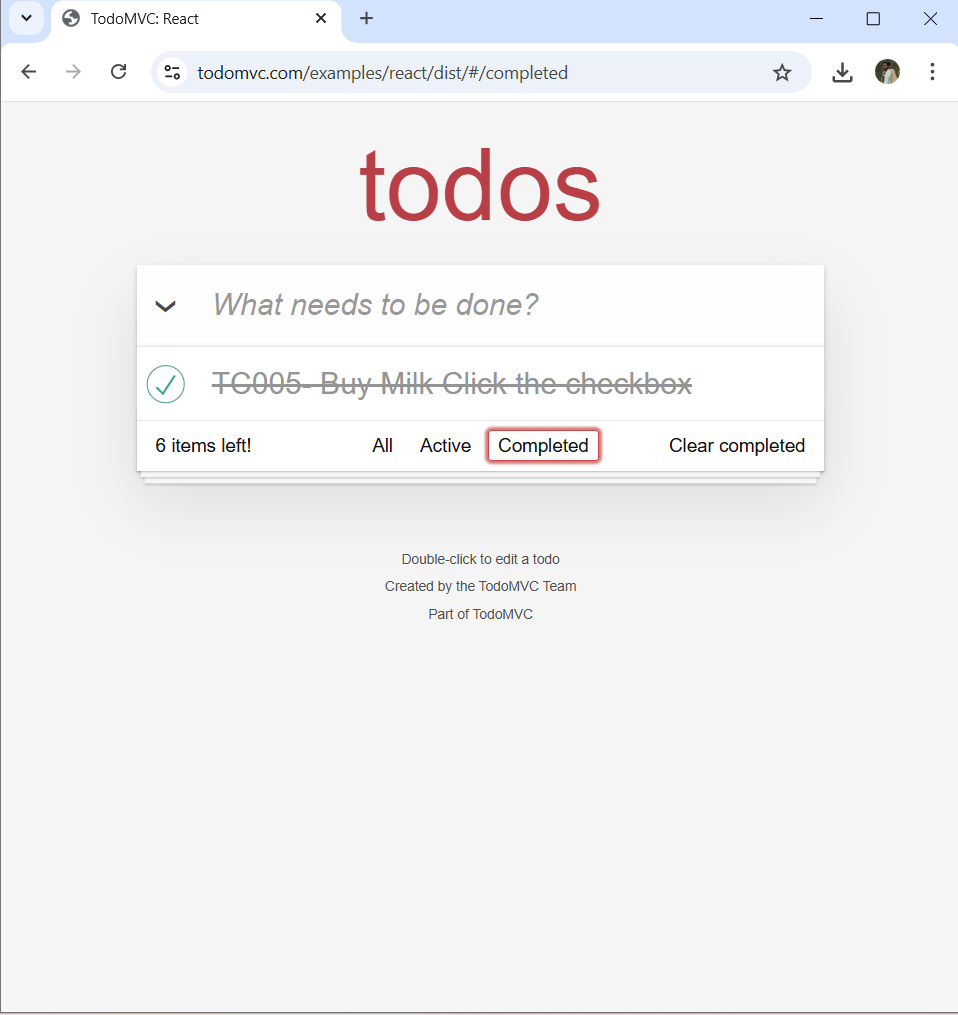 TodoMVC: React
todomvc.com/examples/react/dist/#/completed
todos
What needs to be done?
TC005- Buy Milk Click the checkbox
6 items left! All Active Completed Clear completed
Double-click to edit a todo
Created by the TodoMVC Team
Part of TodoMVC